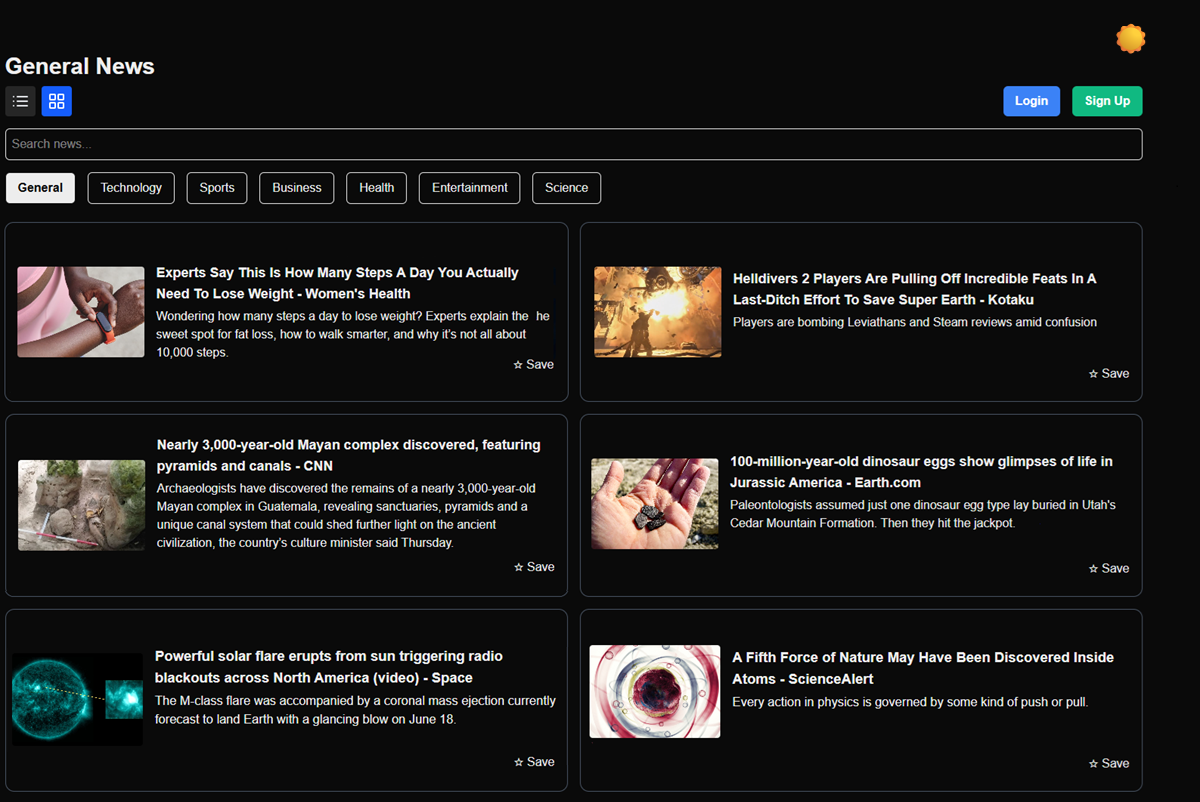 General News
Login
Sign Up
Search news...
General
Technology
Sports
Business
Health
Entertainment
Science
Experts Say This Is How Many Steps A Day You Actually
Need To Lose Weight - Women's Health
Wondering how many steps a day to lose weight? Experts explain the he
sweet spot for fat loss, how to walk smarter, and why it's not all about
10,000 steps.
☆ Save
Helldivers 2 Players Are Pulling Off Incredible Feats In A
Last-Ditch Effort To Save Super Earth - Kotaku
Players are bombing Leviathans and Steam reviews amid confusion
☆ Save
Nearly 3,000-year-old Mayan complex discovered, featuring
pyramids and canals - CNN
Archaeologists have discovered the remains of a nearly 3,000-year-old
Mayan complex in Guatemala, revealing sanctuaries, pyramids and a
unique canal system that could shed further light on the ancient
civilization, the country's culture minister said Thursday.
☆ Save
100-million-year-old dinosaur eggs show glimpses of life in
Jurassic America - Earth.com
Paleontologists assumed just one dinosaur egg type lay buried in Utah's
Cedar Mountain Formation. Then they hit the jackpot.
☆ Save
Powerful solar flare erupts from sun triggering radio
blackouts across North America (video) - Space
The M-class flare was accompanied by a coronal mass ejection currently
forecast to land Earth with a glancing blow on June 18.
☆ Save
A Fifth Force of Nature May Have Been Discovered Inside
Atoms - ScienceAlert
Every action in physics is governed by some kind of push or pull.
☆ Save